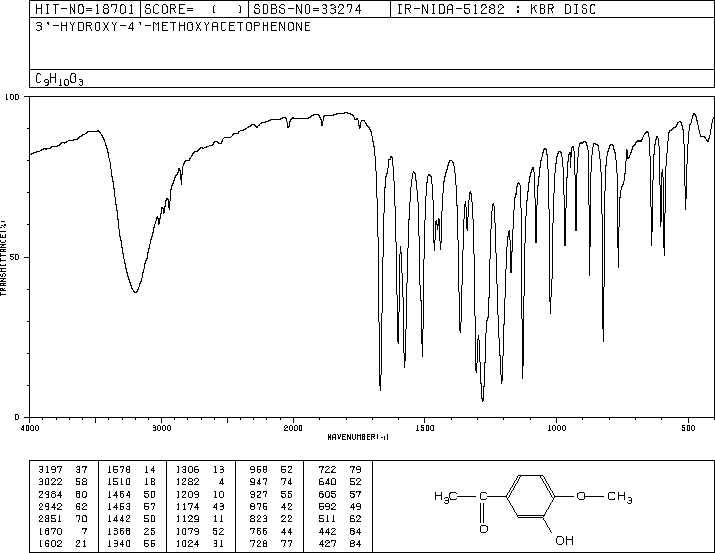 HIT-NO=18701 SCORE= ( ) SDBS-NO=33274 IR-NIDA-51282 : KBR DISC
3'-HYDROXY-4'-METHOXYACETOPHENONE
C9H10O3
100
50
0
TRANSMITTANCE(%)
4000 3000 2000 1500 1000 500
WAVENUMBER(-1)
3197 37 1578 14 1306 13 968 52 722 79
3022 58 1510 18 1282 4 947 74 640 52
2984 60 1464 50 1209 10 927 55 605 57
2942 62 1453 57 1174 43 876 42 592 49
2851 70 1442 50 1129 11 823 22 511 62
1670 7 1368 25 1079 52 766 44 442 84
1602 21 1340 56 1024 31 728 77 427 84
H3C C O CH3
O
OH